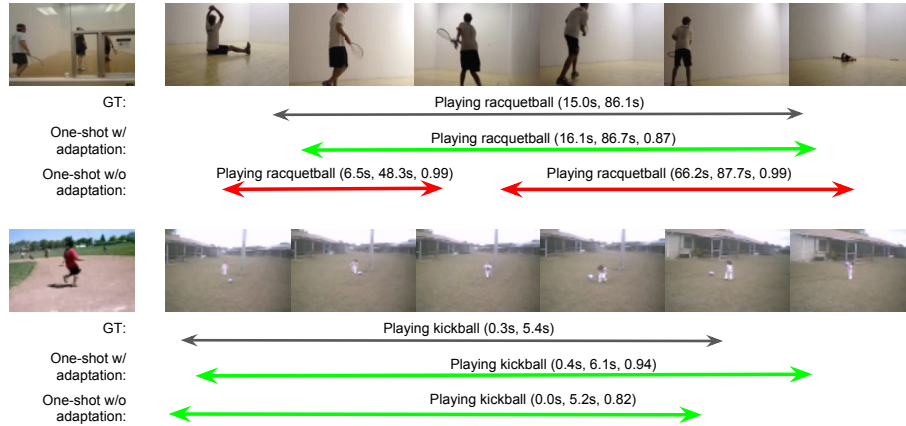 GT:
Playing racquetball (15.0s, 86.1s)
One-shot w/
adaptation:
Playing racquetball (16.1s, 86.7s, 0.87)
One-shot w/o
adaptation:
Playing racquetball (6.5s, 48.3s, 0.99)
Playing racquetball (66.2s, 87.7s, 0.99)
GT:
Playing kickball (0.3s, 5.4s)
One-shot w/
adaptation:
Playing kickball (0.4s, 6.1s, 0.94)
One-shot w/o
adaptation:
Playing kickball (0.0s, 5.2s, 0.82)